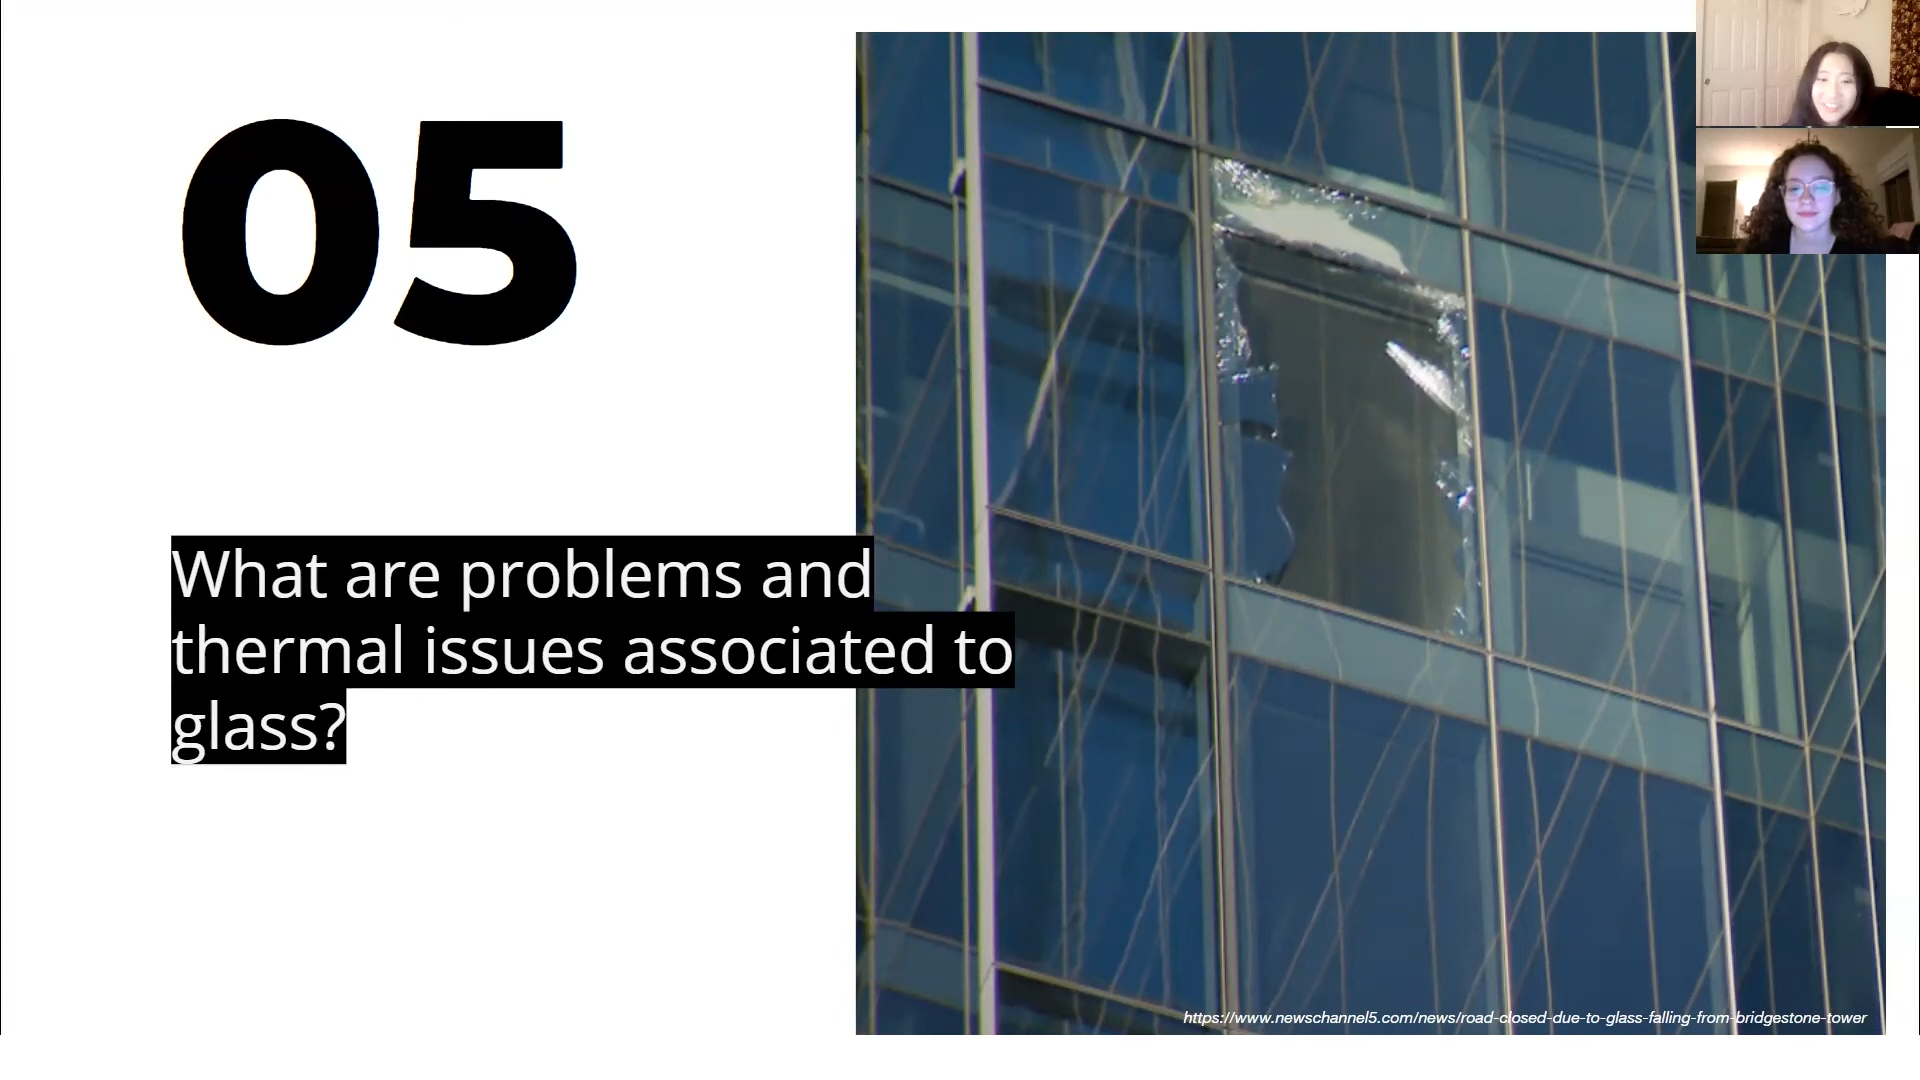 05
What are problems and
thermal issues associated to
glass?
https://www.newschannel5.com/news/road-closed-due-to-glass-falling-from-bridgestone-tower